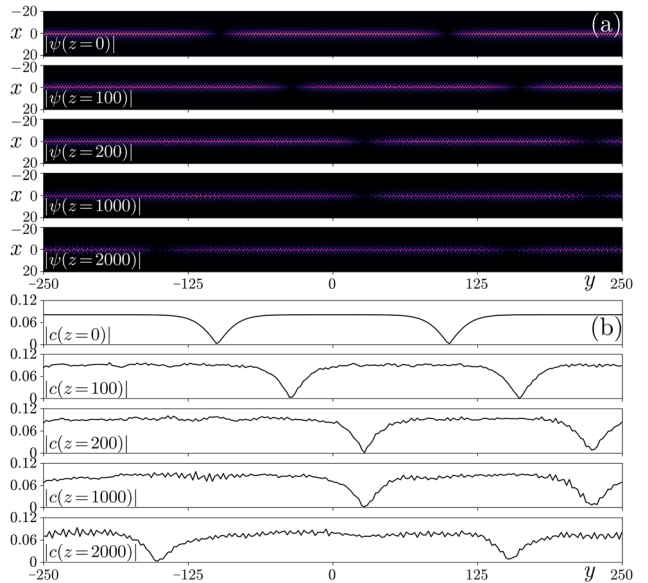 −20
x 0
20
|ψ(z=0)|
(a)
−20
x 0
20
|ψ(z=100)|
−20
x 0
20
|ψ(z=200)|
−20
x 0
20
|ψ(z=1000)|
−20
x 0
20
|ψ(z=2000)|
−250 −125 0 125 y 250
0.12
0.06
0
|c(z=0)|
(b)
0.12
0.06
0
|c(z=100)|
0.12
0.06
0
|c(z=200)|
0.12
0.06
0
|c(z=1000)|
0.12
0.06
0
|c(z=2000)|
−250 −125 0 125 y 250